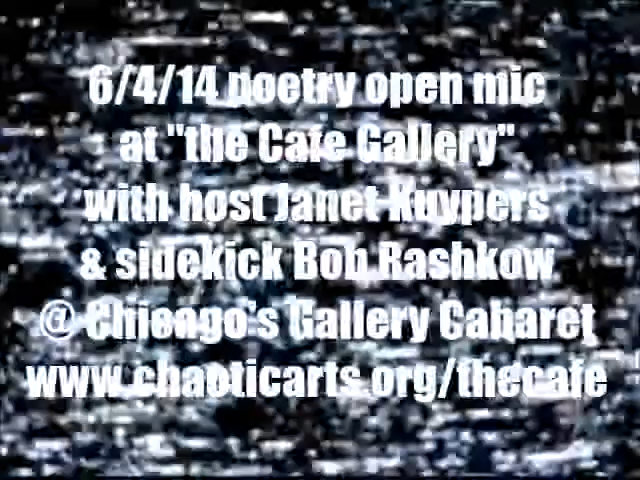 6/4/14 poetry open mic
at "the Cafe Gallery"
with host Janet Kuypers
& sidekick Bob Rashkow
@ Chicago's Gallery Cabaret
www.chaoticarts.org/thecafe